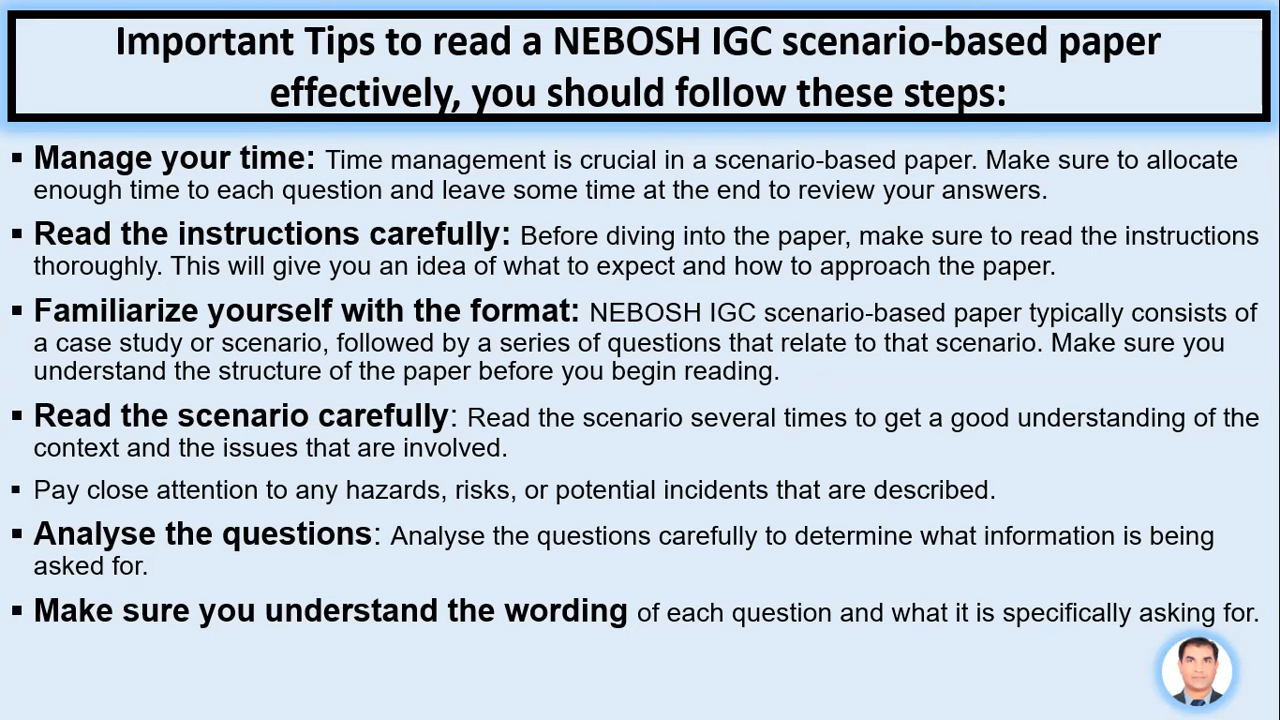 Important Tips to read a NEBOSH IGC scenario-based paper
effectively, you should follow these steps:
▪ Manage your time: Time management is crucial in a scenario-based paper. Make sure to allocate
enough time to each question and leave some time at the end to review your answers.
▪ Read the instructions carefully: Before diving into the paper, make sure to read the instructions
thoroughly. This will give you an idea of what to expect and how to approach the paper.
▪ Familiarize yourself with the format: NEBOSH IGC scenario-based paper typically consists of
a case study or scenario, followed by a series of questions that relate to that scenario. Make sure you
understand the structure of the paper before you begin reading.
▪ Read the scenario carefully: Read the scenario several times to get a good understanding of the
context and the issues that are involved.
▪ Pay close attention to any hazards, risks, or potential incidents that are described.
▪ Analyse the questions: Analyse the questions carefully to determine what information is being
asked for.
▪ Make sure you understand the wording of each question and what it is specifically asking for.